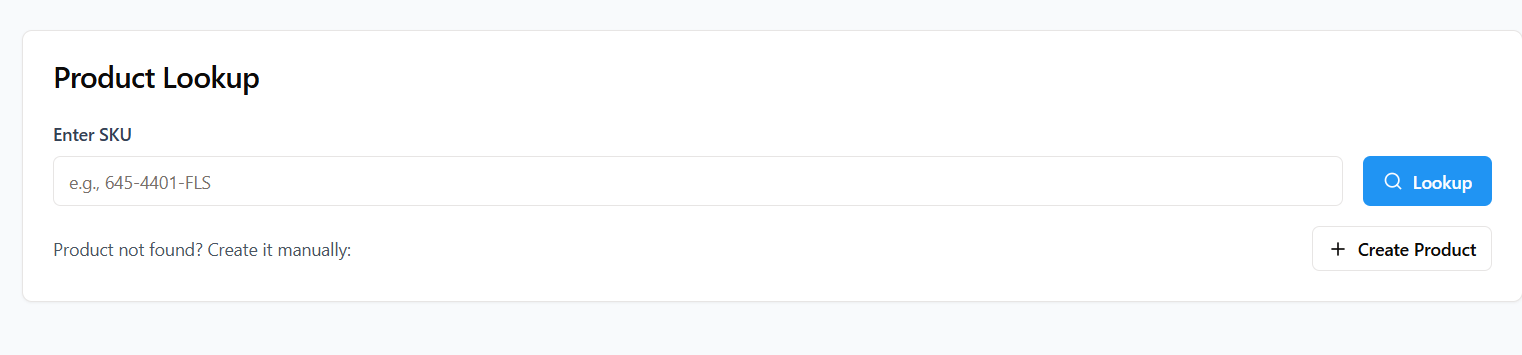 Product Lookup
Enter SKU
e.g., 645-4401-FLS
Lookup
Product not found? Create it manually:
Create Product